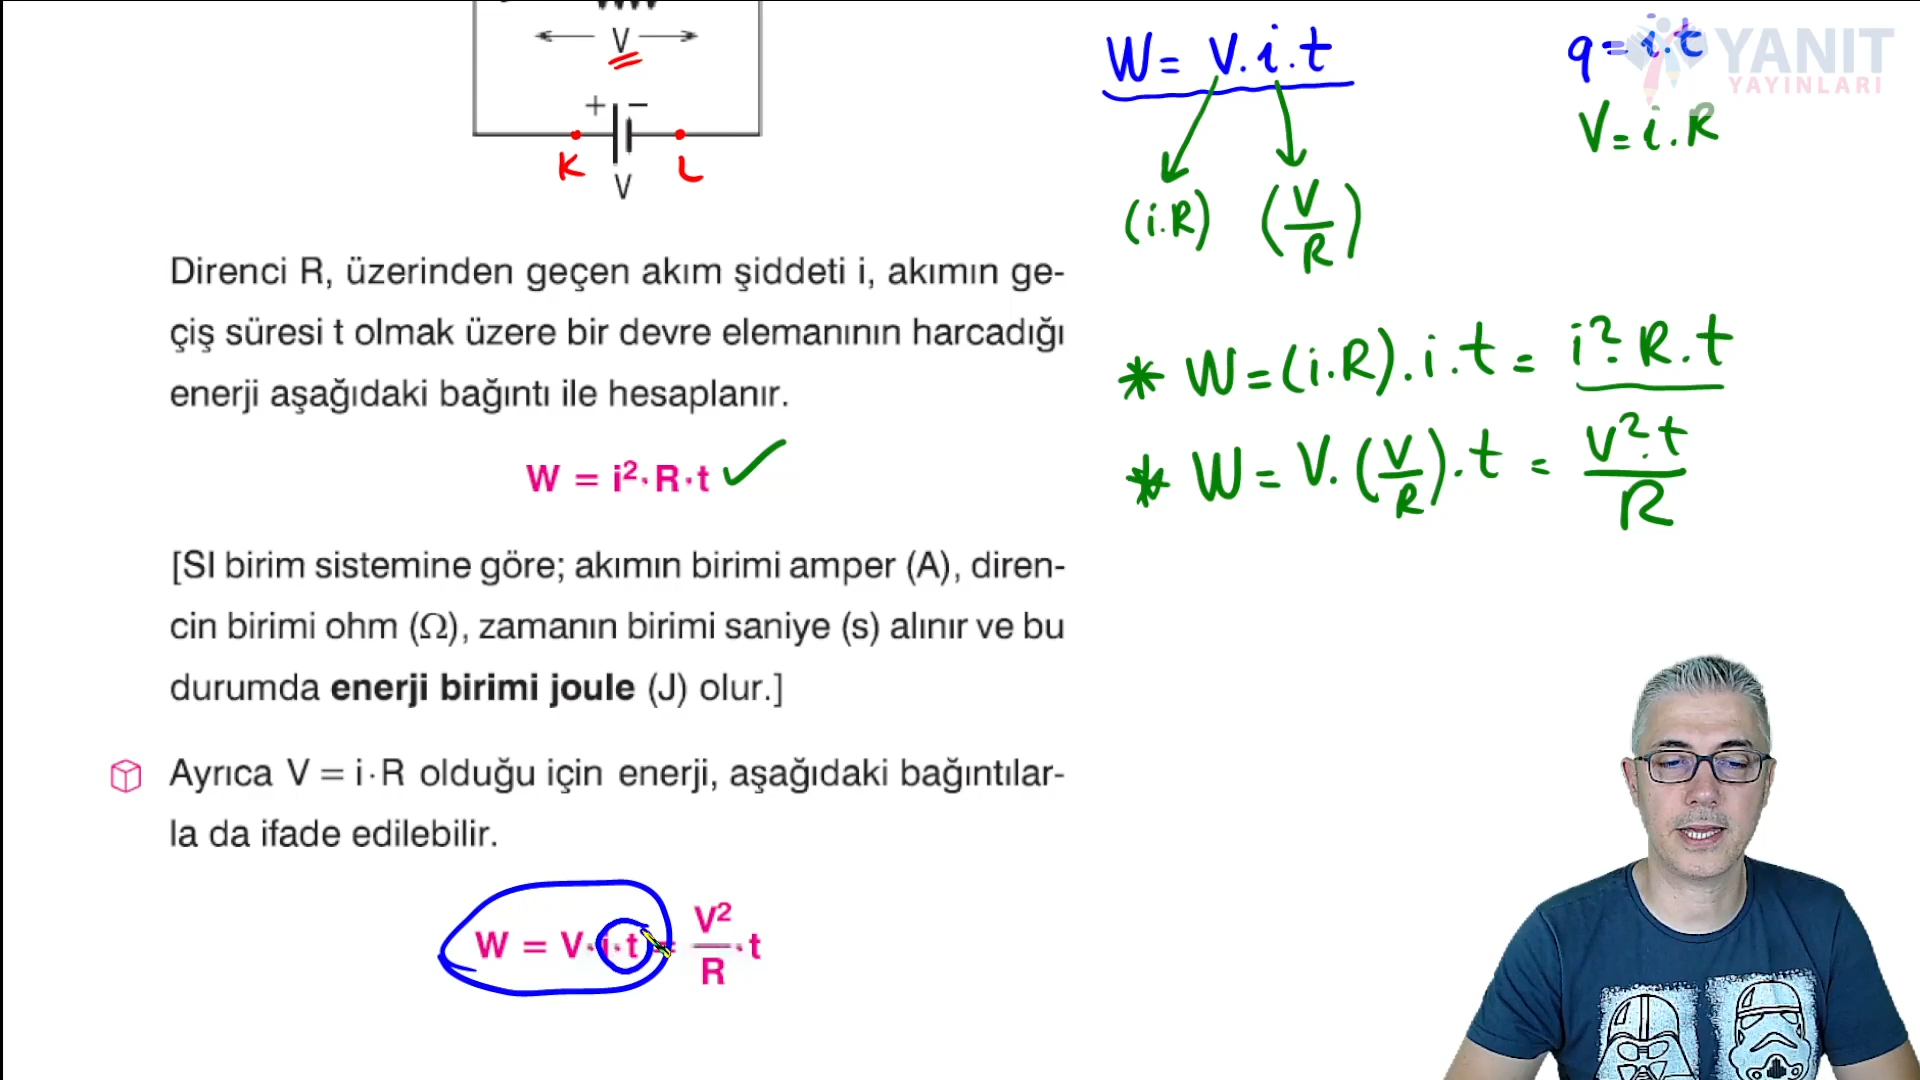 V
+ −
K L
V
Direnci R, üzerinden geçen akım şiddeti i, akımın ge-
çiş süresi t olmak üzere bir devre elemanının harcadığı
enerji aşağıdaki bağıntı ile hesaplanır.
W = i²·R·t
[SI birim sistemine göre; akımın birimi amper (A), diren-
cin birimi ohm (Ω), zamanın birimi saniye (s) alınır ve bu
durumda enerji birimi joule (J) olur.]
Ayrıca V = i·R olduğu için enerji, aşağıdaki bağıntılar-
la da ifade edilebilir.
W = V·i·t = V²/R ·t
W = V.i.t
(i.R) (V/R)
* W = (i.R).i.t = i².R.t
* W = V.(V/R).t = V².t/R
q = i.t
V = i.R
YANIT
YAYINLARI